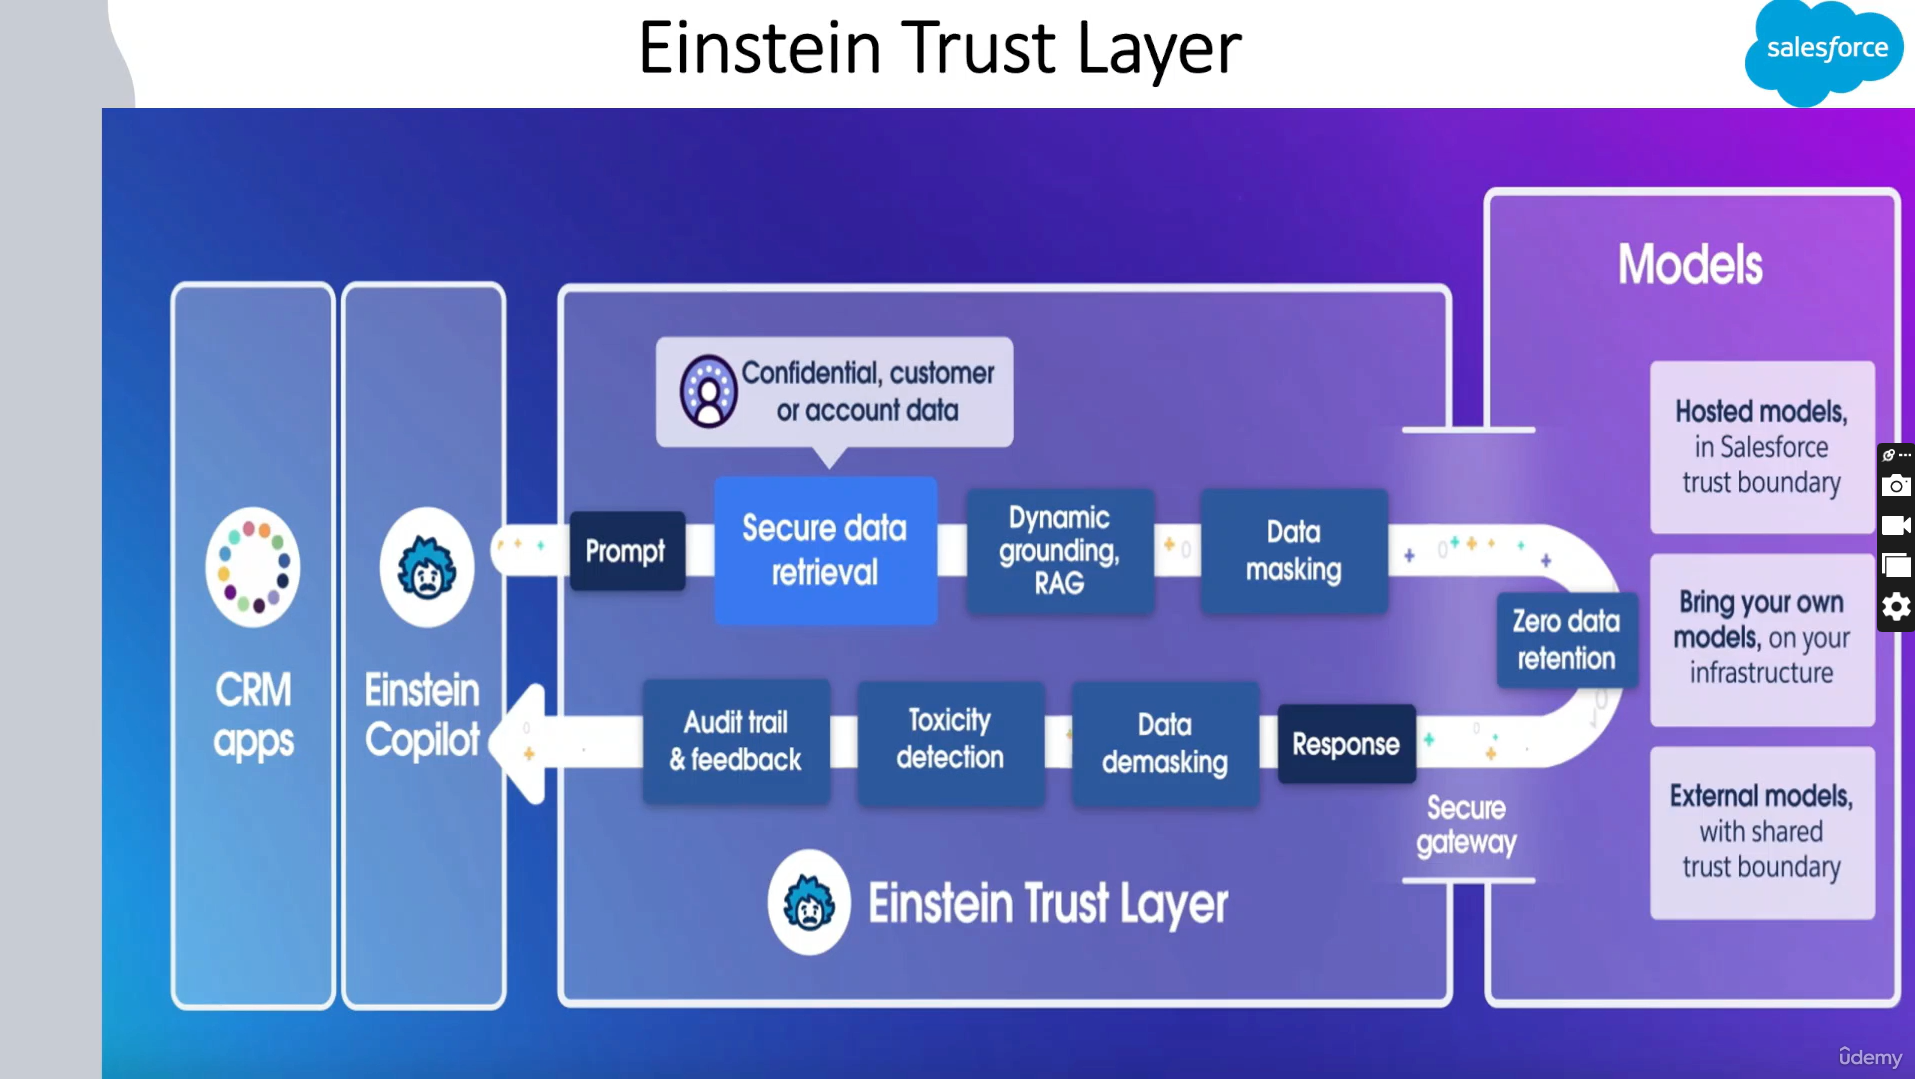 Einstein Trust Layer
salesforce
Models
Confidential, customer
or account data
Hosted models,
in Salesforce
trust boundary
Prompt
Secure data
retrieval
Dynamic
grounding,
RAG
Data
masking
Zero data
retention
Bring your own
models, on your
infrastructure
CRM
apps
Einstein
Copilot
Audit trail
& feedback
Toxicity
detection
Data
demasking
Response
Secure
gateway
External models,
with shared
trust boundary
Einstein Trust Layer
udemy